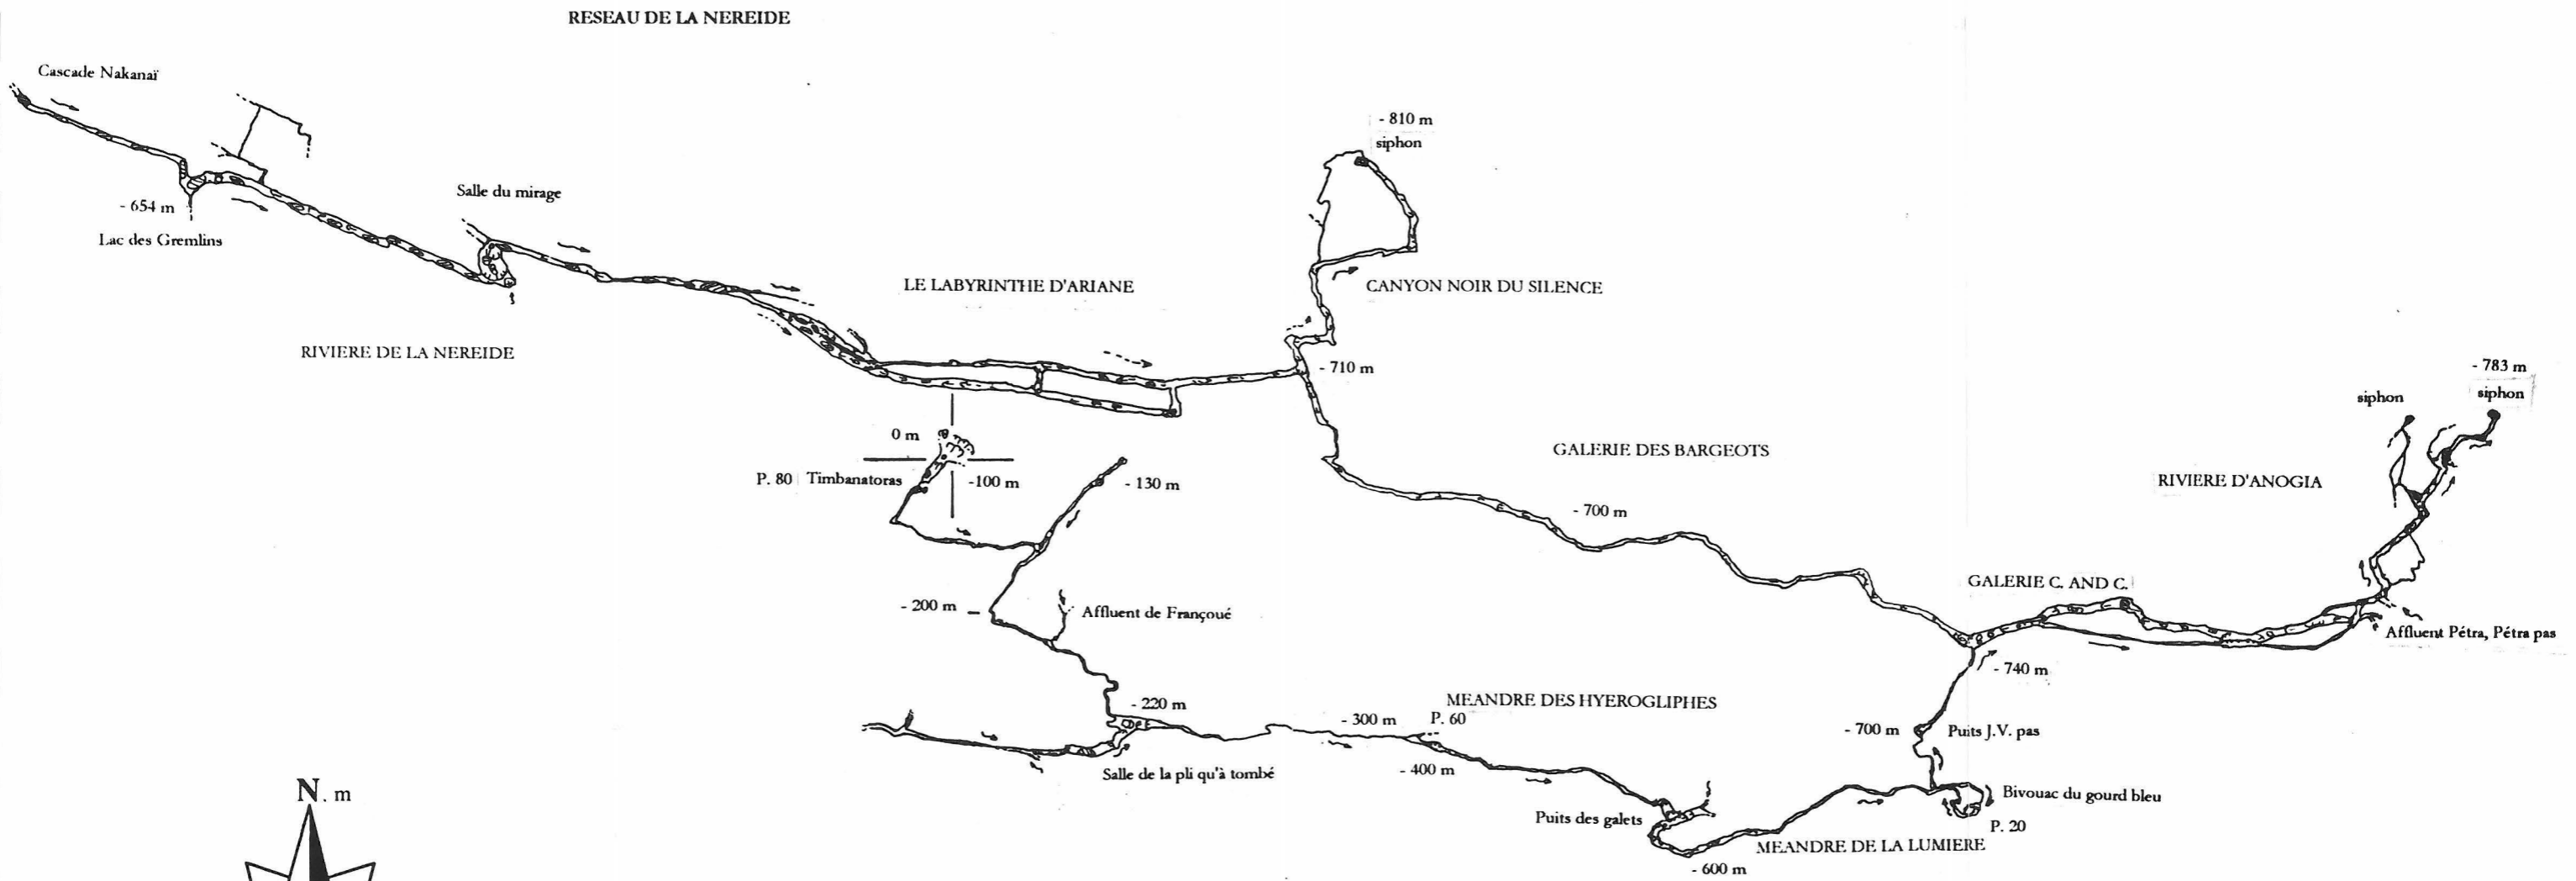 RESEAU DE LA NEREIDE
Cascade Nakanaï
- 810 m
siphon
Salle du mirage
- 654 m
Lac des Gremlins
LE LABYRINTHE D'ARIANE
CANYON NOIR DU SILENCE
RIVIERE DE LA NEREIDE
- 710 m
- 783 m
siphon
siphon
0 m
GALERIE DES BARGEOTS
P. 80 Timbanatoras
-100 m
- 130 m
RIVIERE D'ANOGIA
- 700 m
GALERIE C. AND C.
- 200 m
Affluent de Françoué
Affluent Pétra, Pétra pas
- 740 m
- 220 m
MEANDRE DES HYEROGLIPHES
- 300 m
P. 60
- 700 m
Puits J.V. pas
Salle de la pli qu'à tombé
- 400 m
N. m
Bivouac du gourd bleu
Puits des galets
P. 20
MEANDRE DE LA LUMIERE
- 600 m